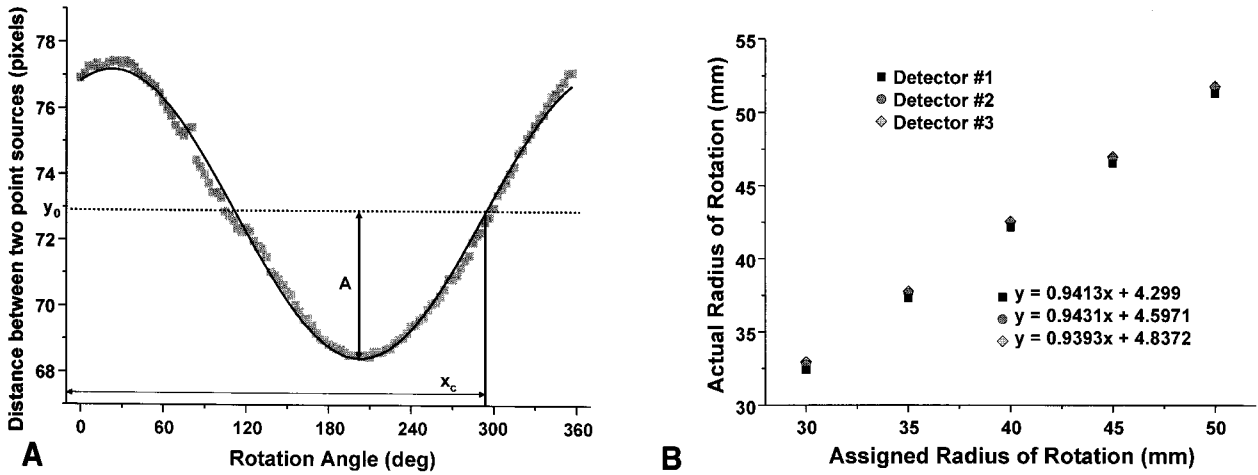 Distance between two point sources (pixels)
78
76
74
y₀
72
70
68
A
x_c
0 60 120 180 240 300 360
Rotation Angle (deg)
A
Actual Radius of Rotation (mm)
55
50
45
40
35
30
Detector #1
Detector #2
Detector #3
y = 0.9413x + 4.299
y = 0.9431x + 4.5971
y = 0.9393x + 4.8372
30 35 40 45 50
Assigned Radius of Rotation (mm)
B